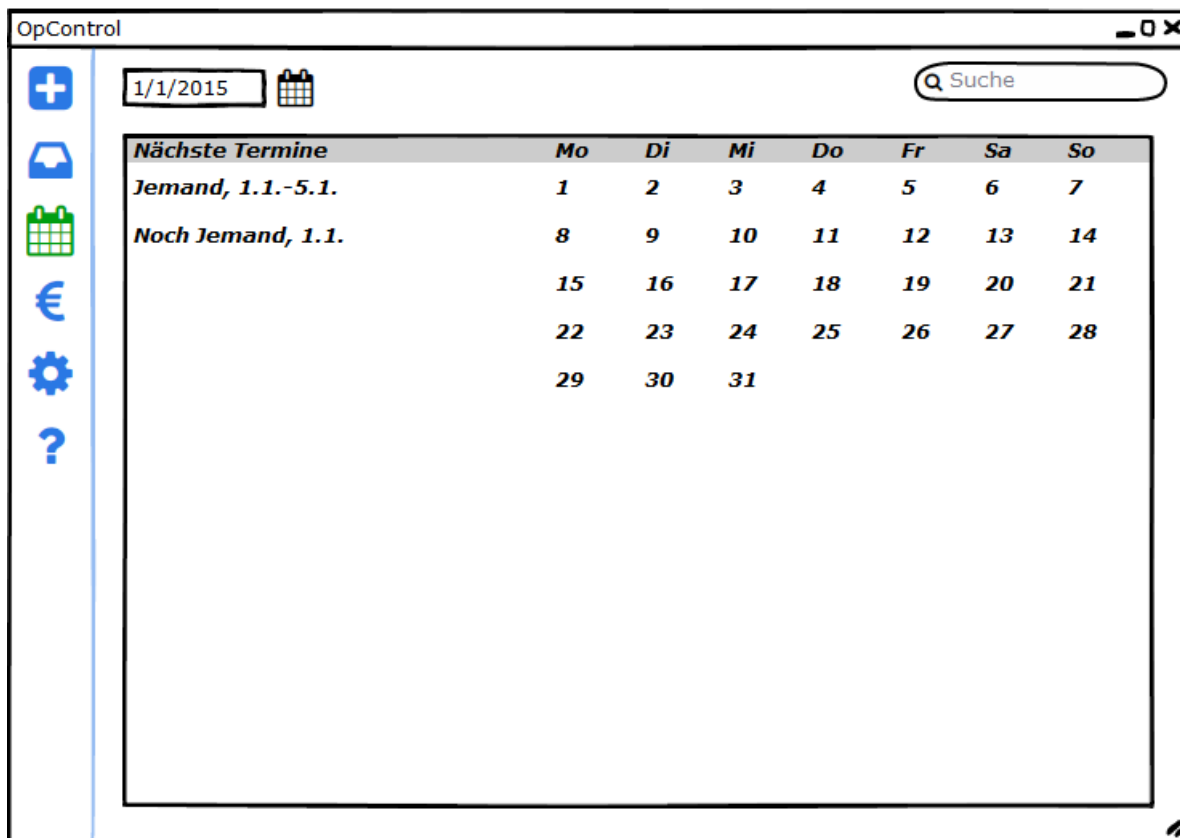 OpControl
1/1/2015 Suche
Nächste Termine Mo Di Mi Do Fr Sa So
Jemand, 1.1.-5.1. 1 2 3 4 5 6 7
Noch Jemand, 1.1. 8 9 10 11 12 13 14
15 16 17 18 19 20 21
22 23 24 25 26 27 28
29 30 31
€
?